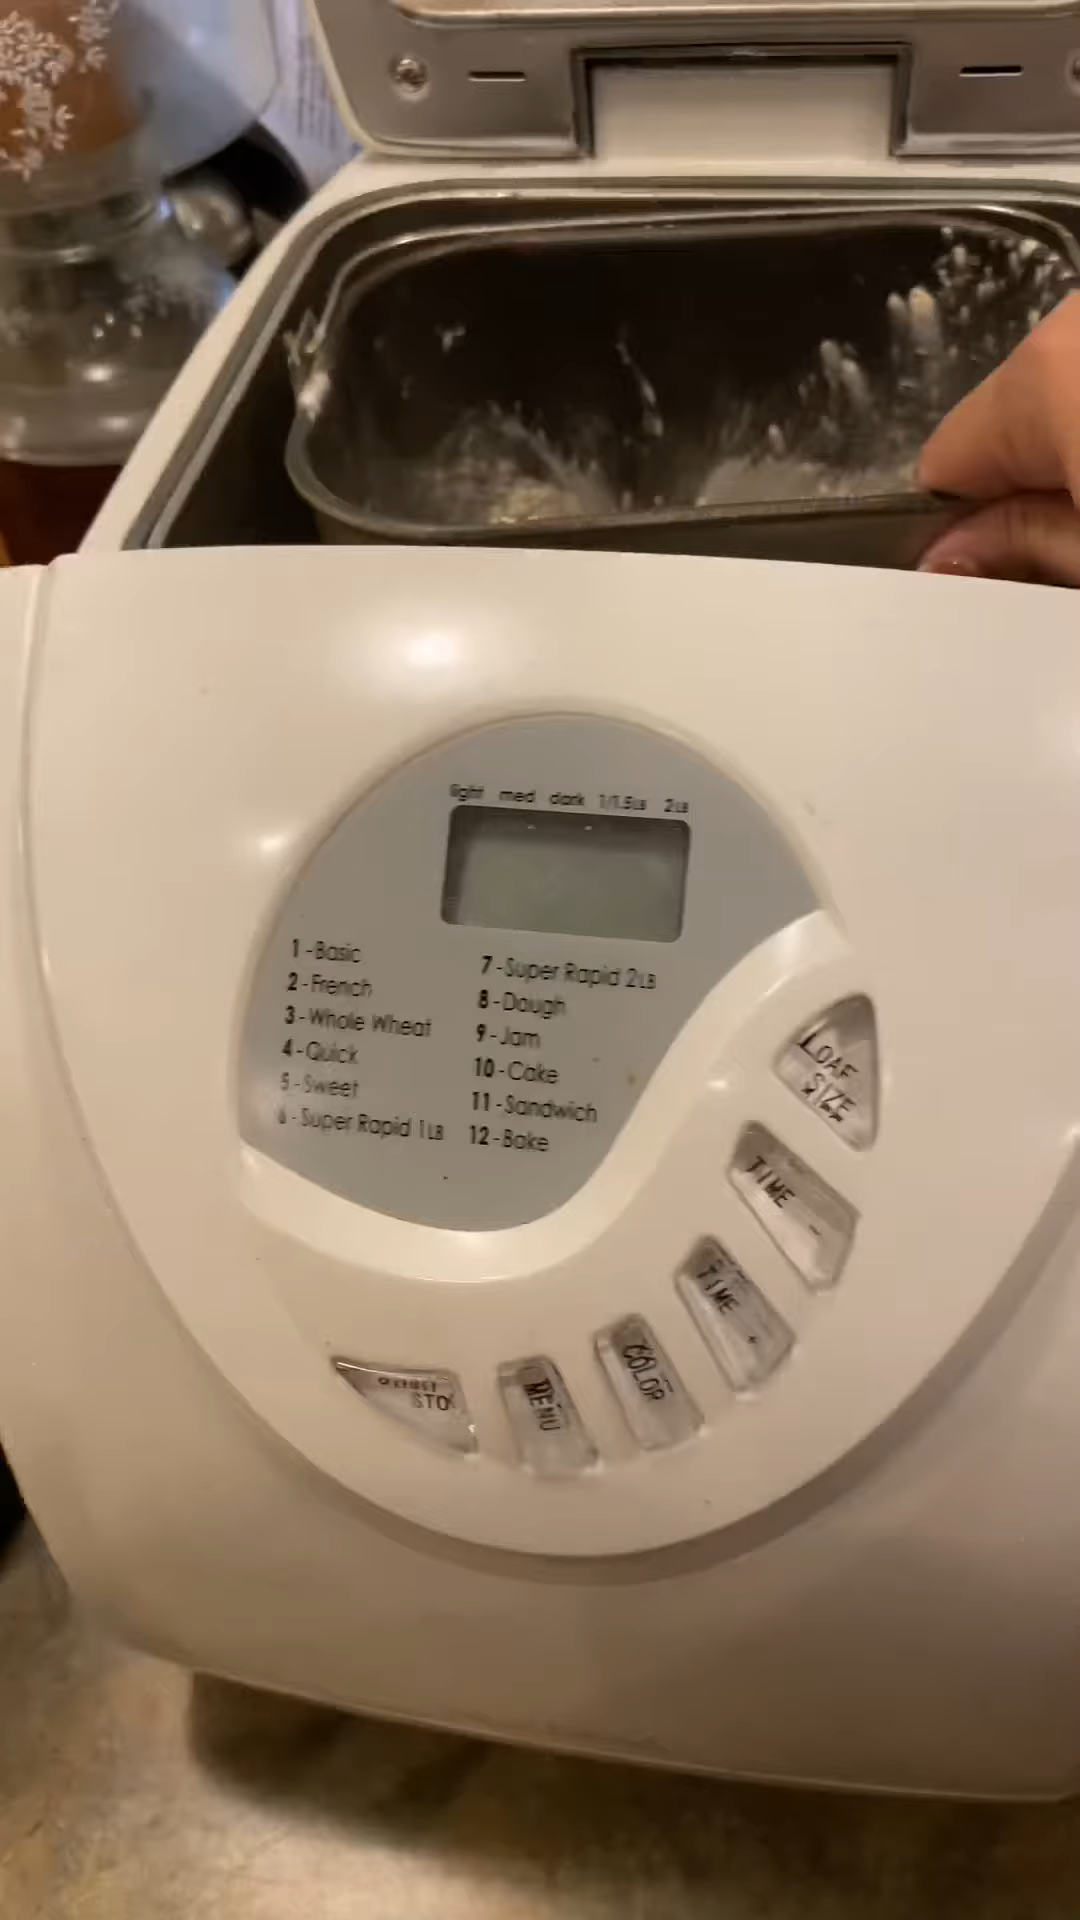 light med dark 1/1.5LB 2LB
1-Basic
2-French
3-Whole Wheat
4-Quick
5-Sweet
6-Super Rapid 1LB
7-Super Rapid 2LB
8-Dough
9-Jam
10-Cake
11-Sandwich
12-Bake
LOAF
SIZE
TIME -
TIME +
COLOR
MENU